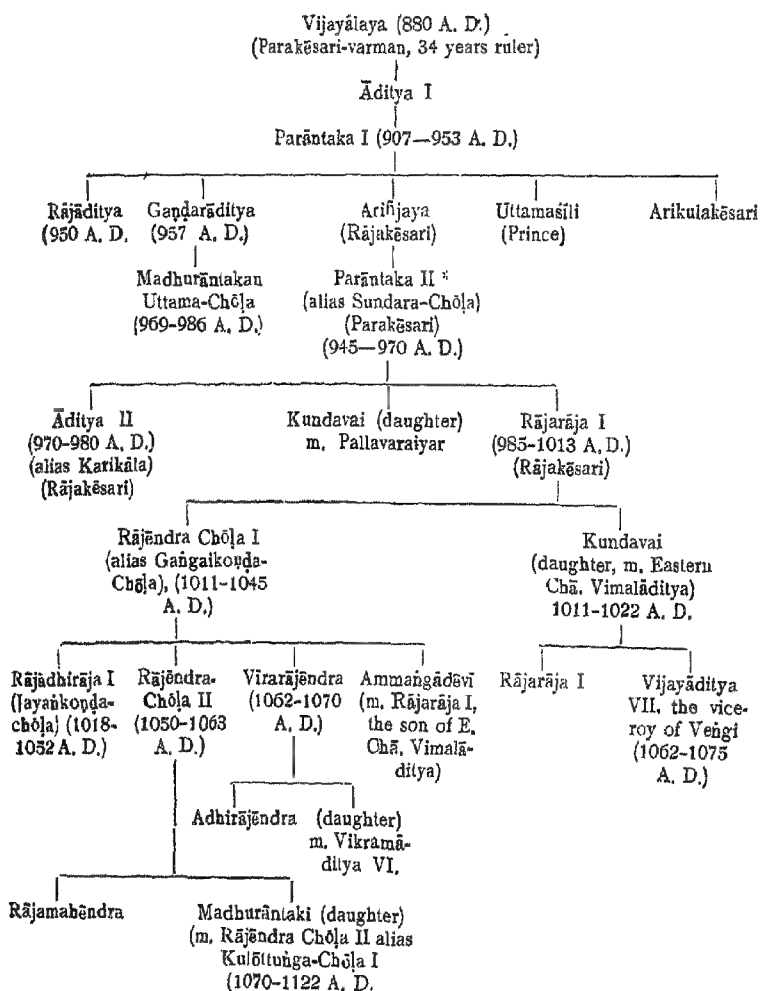 Vijayâlaya (880 A. D.)
(Parakēsari-varman, 34 years ruler)
Āditya I
Parāntaka I (907—953 A. D.)
Rājāditya
(950 A. D.
Gaṇḍarāditya
(957 A. D.)
Ariñjaya
(Rājakēsari)
Uttamaśīli
(Prince)
Arikulakēsari
Madhurāntakan
Uttama-Chōḷa
(969-986 A. D.)
Parāntaka II *
(alias Sundara-Chōḷa)
(Parakēsari)
(945—970 A. D.)
Āditya II
(970-980 A. D.)
(alias Karikāla)
(Rājakēsari)
Kundavai (daughter)
m. Pallavaraiyar
Rājarāja I
(985-1013 A. D.)
(Rājakēsari)
Rājēndra Chōḷa I
(alias Gaṅgaikoṇḍa-
Chōḷa), (1011-1045
A. D.)
Kundavai
(daughter, m. Eastern
Chā. Vimalāditya)
1011-1022 A. D.
Rājādhirāja I
(Jayaṅkoṇḍa-
chōḷa) (1018-
1052 A. D.)
Rājēndra-
Chōḷa II
(1050-1063
A. D.)
Vīrarājēndra
(1062-1070
A. D.)
Ammaṅgādēvī
(m. Rājarāja I,
the son of E.
Chā. Vimalā-
ditya)
Rājarāja I
Vijayāditya
VII, the vice-
roy of Veṅgi
(1062-1075
A. D.)
Adhirājēndra
(daughter)
m. Vikramā-
ditya VI.
Rājamahēndra
Madhurāntaki (daughter)
(m. Rājēndra Chōḷa II alias
Kulōttuṅga-Chōḷa I
(1070-1122 A. D.